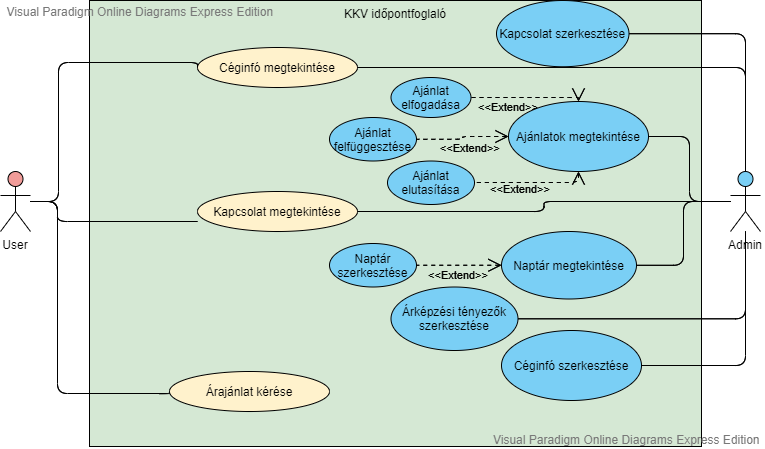 Visual Paradigm Online Diagrams Express Edition
KKV időpontfoglaló
Kapcsolat szerkesztése
Céginfó megtekintése
Ajánlat
elfogadása
<<Extend>>
Ajánlat
felfüggesztése
<<Extend>>
Ajánlatok megtekintése
Ajánlat
elutasítása
<<Extend>>
Kapcsolat megtekintése
User
Admin
Naptár
szerkesztése
<<Extend>>
Naptár megtekintése
Árképzési tényezők
szerkesztése
Céginfó szerkesztése
Árajánlat kérése
Visual Paradigm Online Diagrams Express Edition